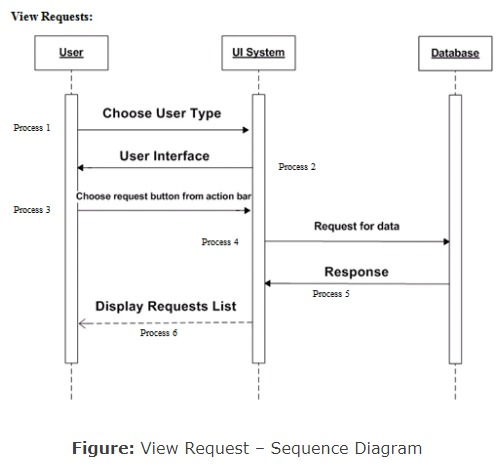 View Requests:
User
UI System
Database
Choose User Type
Process 1
User Interface
Process 2
Choose request button from action bar
Process 3
Request for data
Process 4
Response
Process 5
Display Requests List
Process 6
Figure: View Request – Sequence Diagram